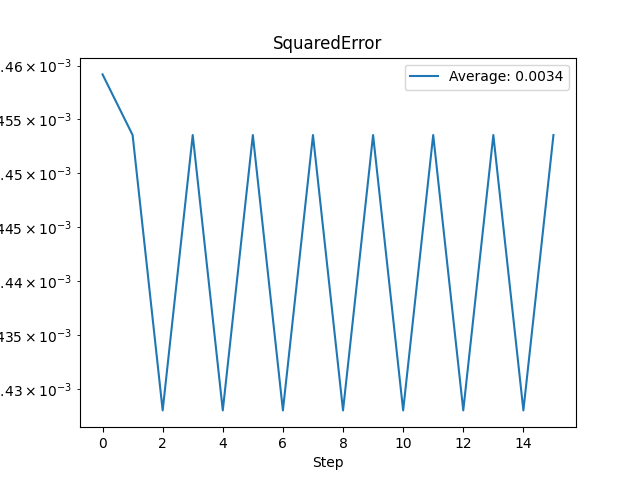 SquaredError
Average: 0.0034
.46 × 10⁻³
455 × 10⁻³
.45 × 10⁻³
445 × 10⁻³
.44 × 10⁻³
435 × 10⁻³
.43 × 10⁻³
0 2 4 6 8 10 12 14
Step